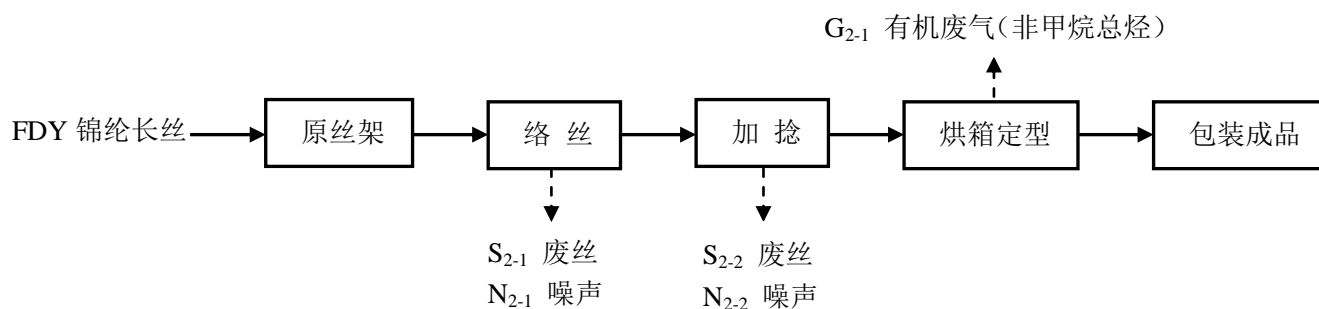 G2-1 有机废气（非甲烷总烃）
FDY 锦纶长丝
原丝架
络 丝
加 捻
烘箱定型
包装成品
S2-1 废丝
N2-1 噪声
S2-2 废丝
N2-2 噪声